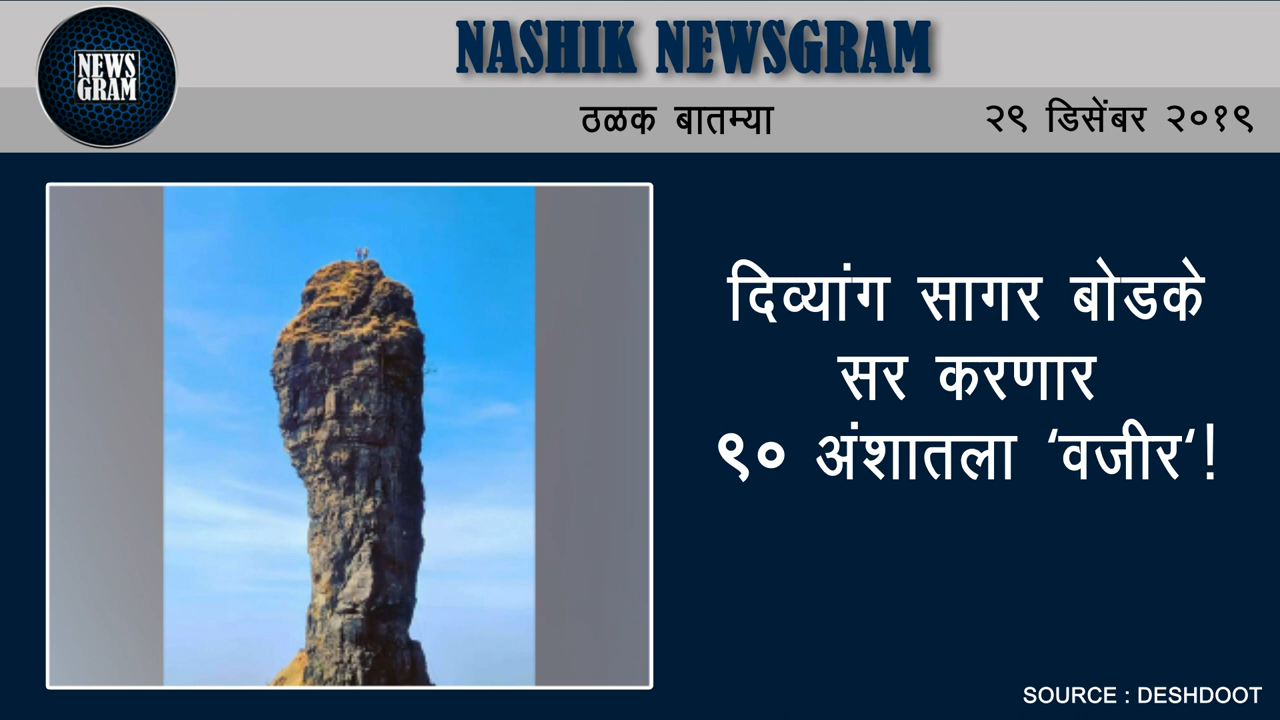 NEWS
GRAM
NASHIK NEWSGRAM
ठळक बातम्या
२९ डिसेंबर २०१९
दिव्यांग सागर बोडके
सर करणार
९० अंशातला ‘वजीर‘!
SOURCE : DESHDOOT